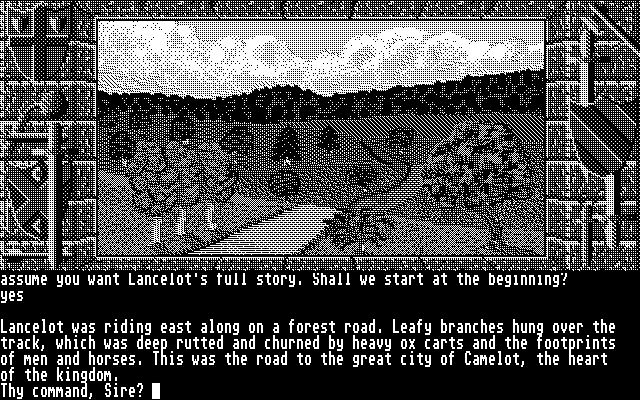 assume you want Lancelot's full story. Shall we start at the beginning?
yes
Lancelot was riding east along on a forest road. Leafy branches hung over the
track, which was deep rutted and churned by heavy ox carts and the footprints
of men and horses. This was the road to the great city of Camelot, the heart
of the kingdom.
Thy command, Sire?